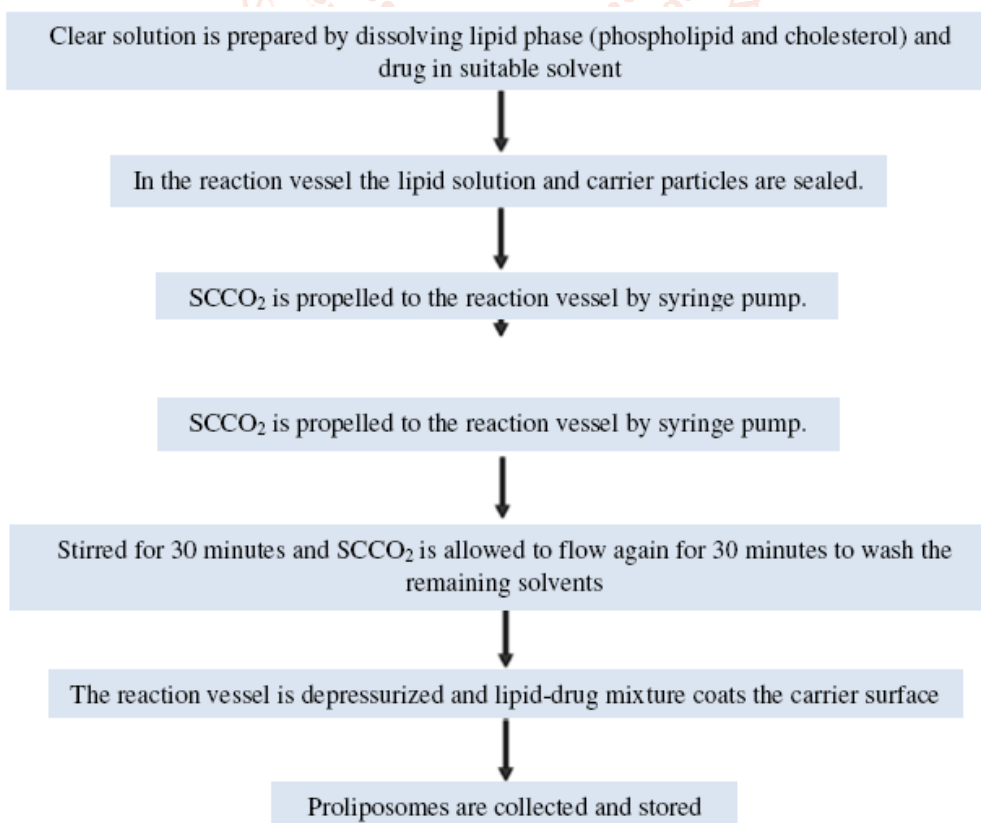 Clear solution is prepared by dissolving lipid phase (phospholipid and cholesterol) and
drug in suitable solvent
In the reaction vessel the lipid solution and carrier particles are sealed.
SCCO₂ is propelled to the reaction vessel by syringe pump.
SCCO₂ is propelled to the reaction vessel by syringe pump.
Stirred for 30 minutes and SCCO₂ is allowed to flow again for 30 minutes to wash the
remaining solvents
The reaction vessel is depressurized and lipid-drug mixture coats the carrier surface
Proliposomes are collected and stored